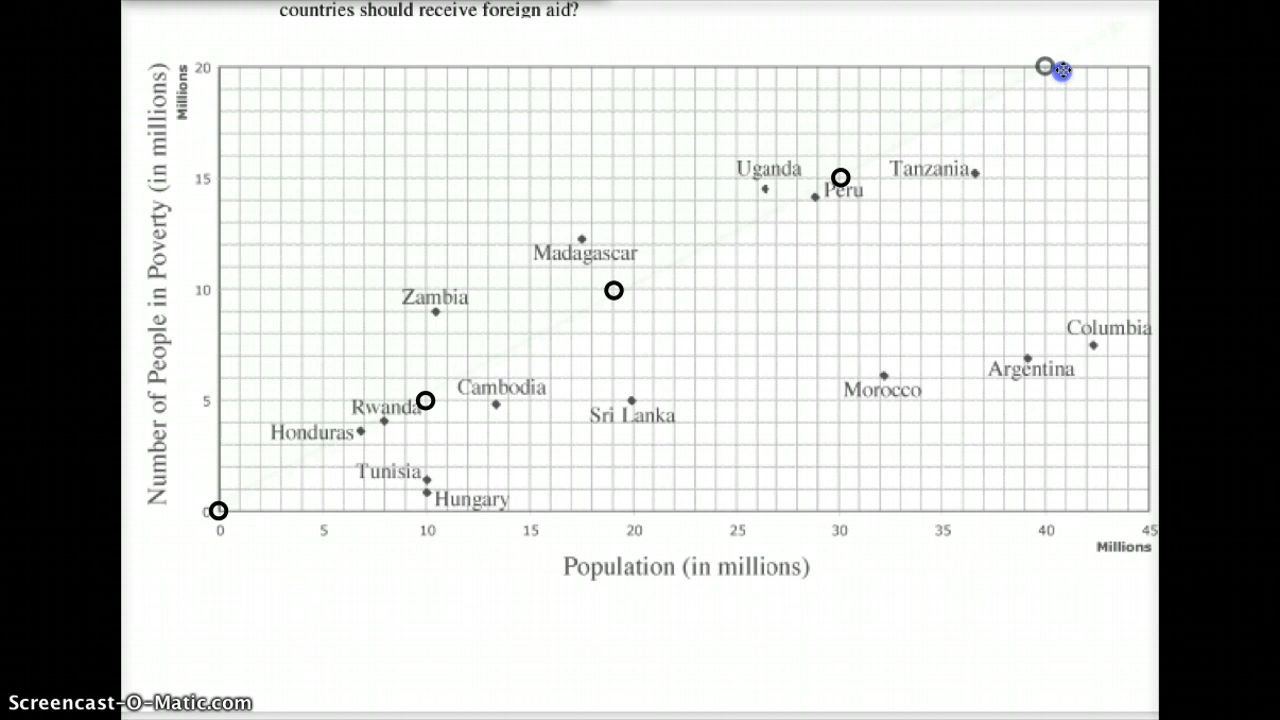 countries should receive foreign aid?
Number of People in Poverty (in millions)
Millions
20
15
10
5
0
Uganda
Peru
Tanzania
Madagascar
Zambia
Columbia
Argentina
Morocco
Cambodia
Sri Lanka
Rwanda
Honduras
Tunisia
Hungary
0 5 10 15 20 25 30 35 40 45
Millions
Population (in millions)
Screencast-O-Matic.com